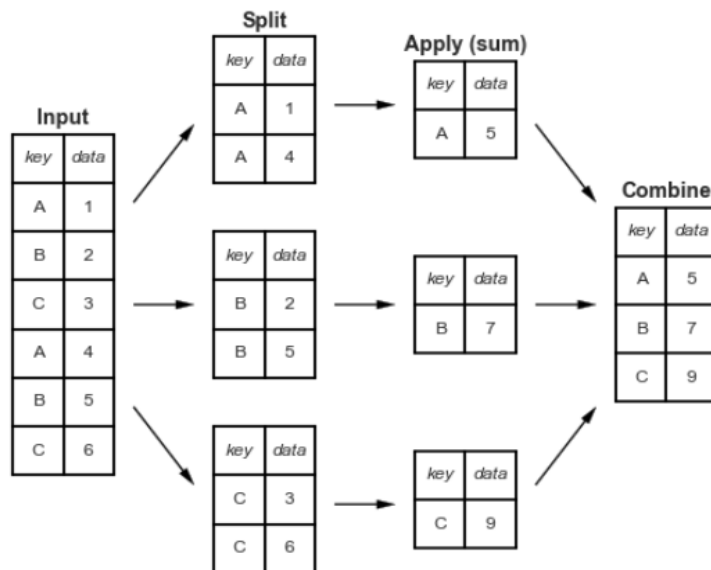 Input
key data
A 1
B 2
C 3
A 4
B 5
C 6
Split
key data
A 1
A 4
key data
B 2
B 5
key data
C 3
C 6
Apply (sum)
key data
A 5
key data
B 7
key data
C 9
Combine
key data
A 5
B 7
C 9